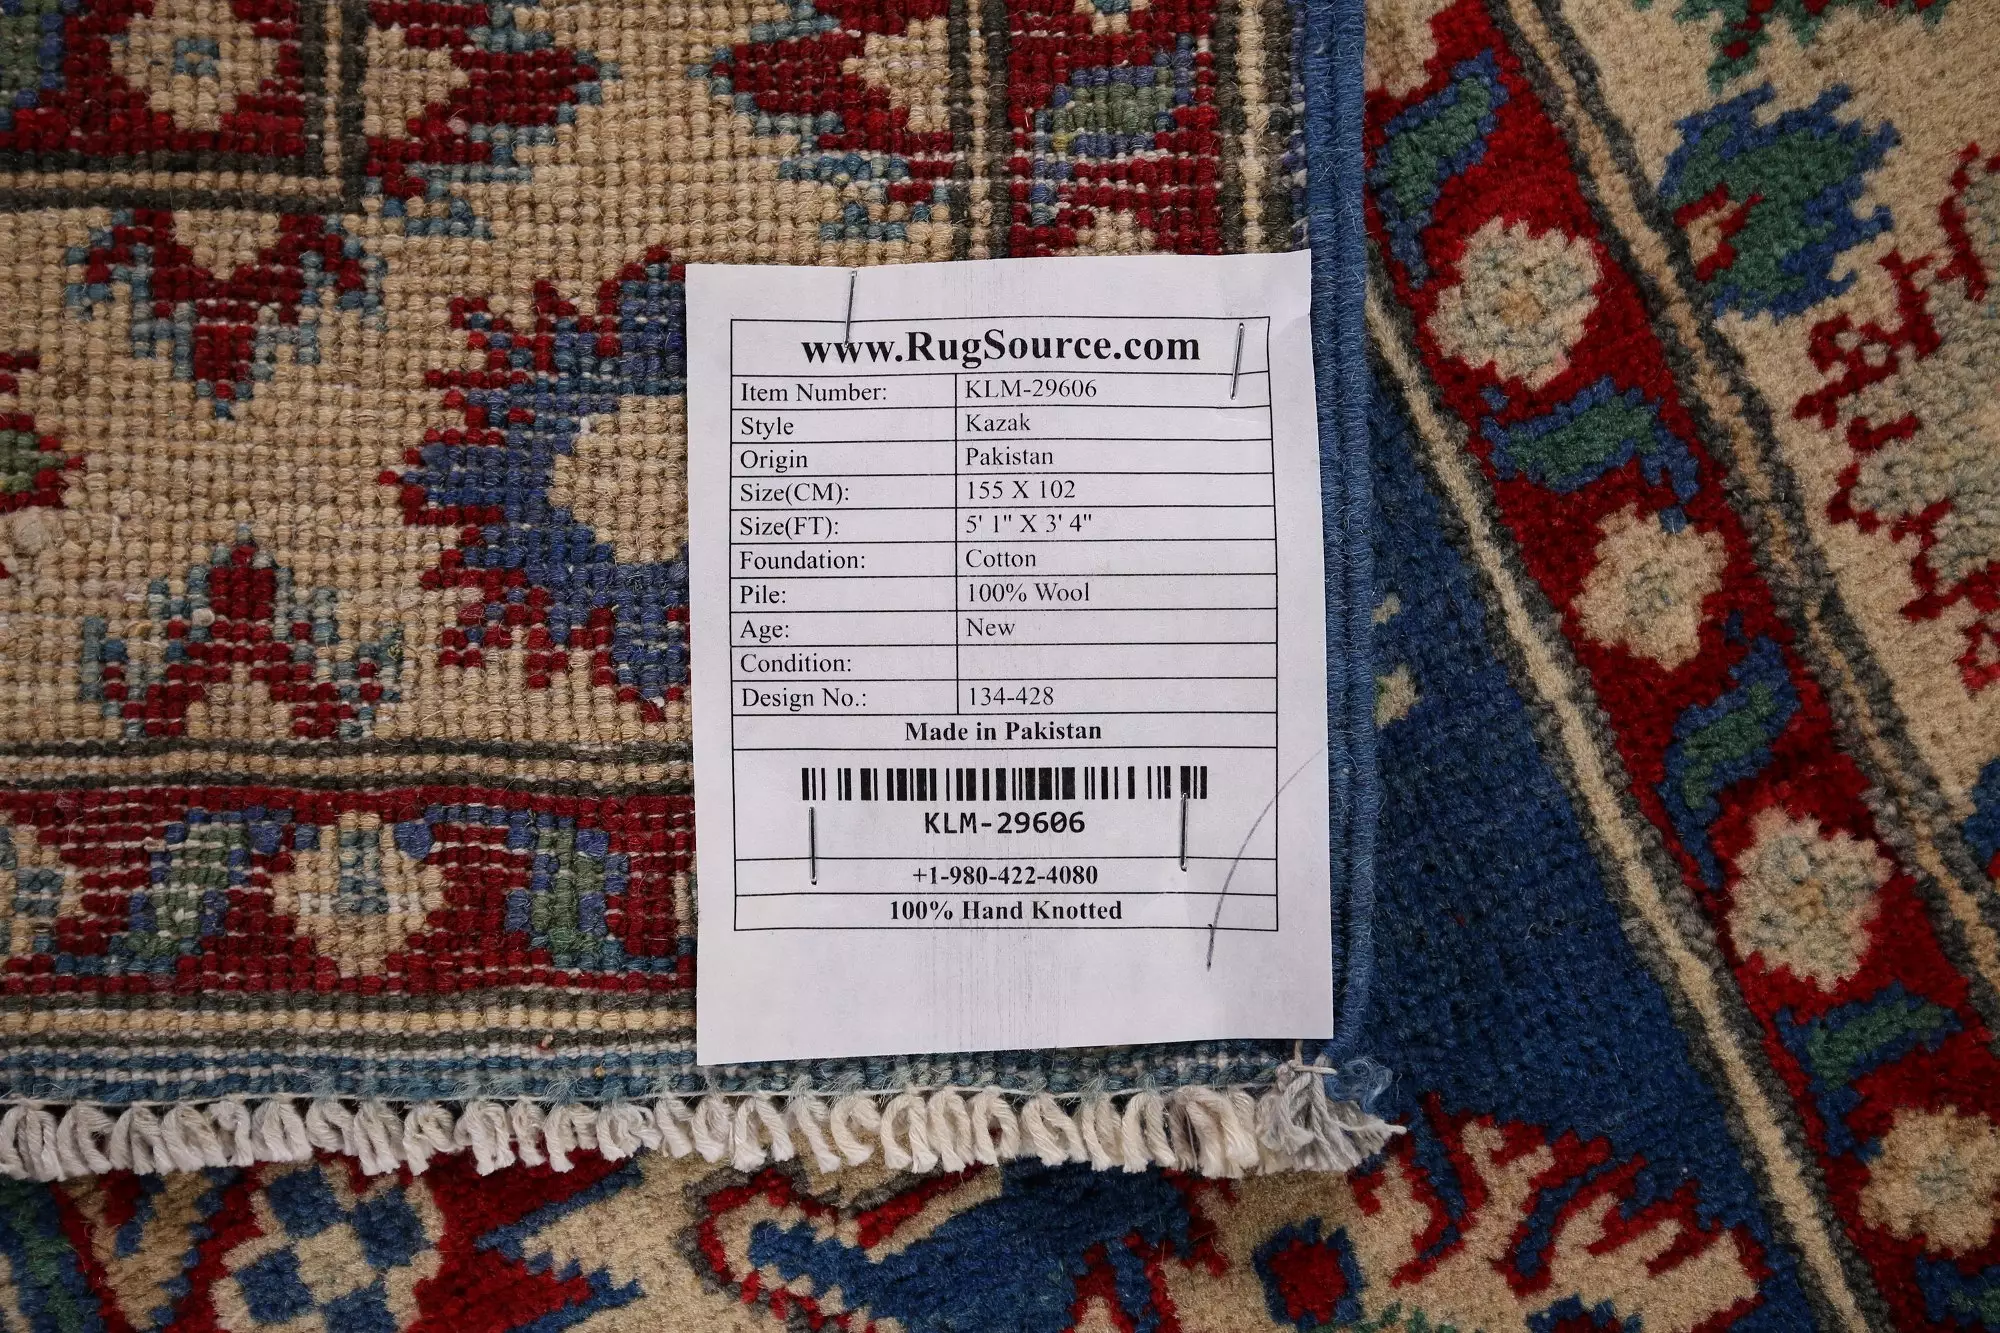 www.RugSource.com
Item Number: KLM-29606
Style Kazak
Origin Pakistan
Size(CM): 155 X 102
Size(FT): 5' 1" X 3' 4"
Foundation: Cotton
Pile: 100% Wool
Age: New
Condition:
Design No.: 134-428
Made in Pakistan
KLM-29606
+1-980-422-4080
100% Hand Knotted